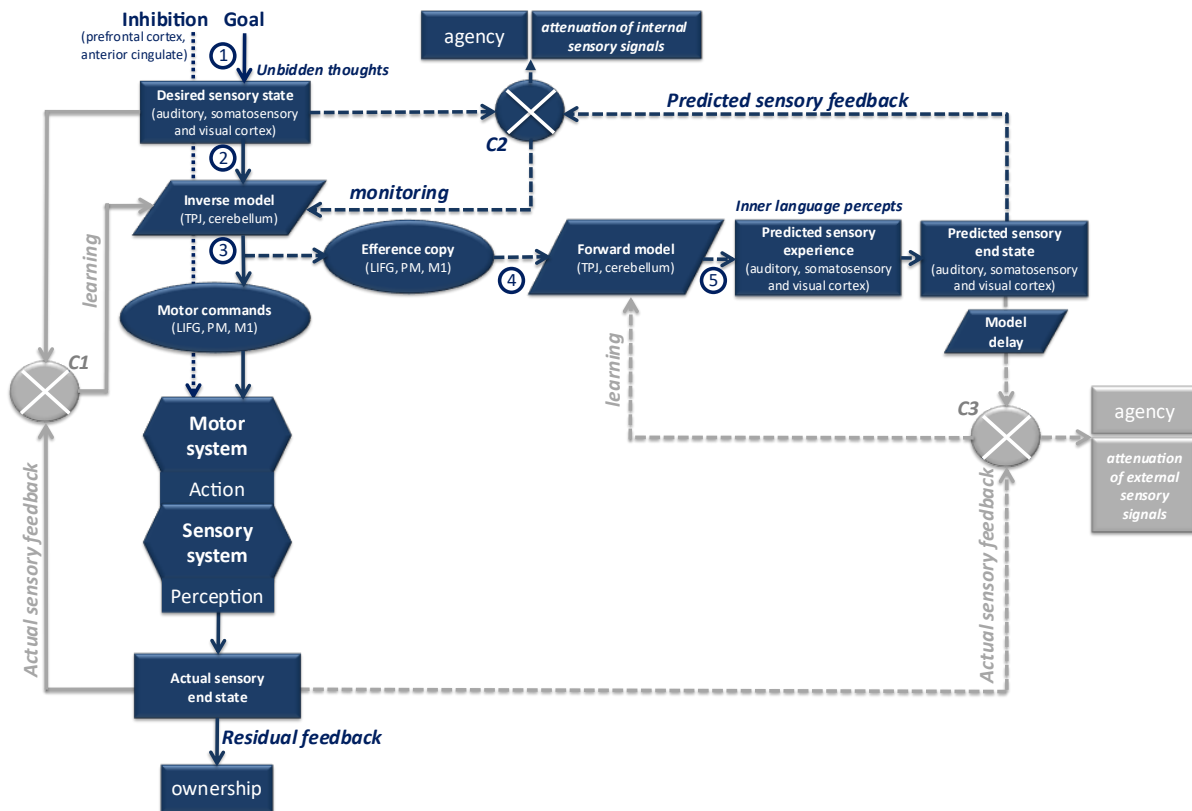 Inhibition
(prefrontal cortex,
anterior cingulate)
Goal
1
Unbidden thoughts
agency
attenuation of internal
sensory signals
Desired sensory state
(auditory, somatosensory
and visual cortex)
C2
Predicted sensory feedback
2
monitoring
Inverse model
(TPJ, cerebellum)
learning
3
Efference copy
(LIFG, PM, M1)
4
Forward model
(TPJ, cerebellum)
5
Inner language percepts
Predicted sensory
experience
(auditory, somatosensory
and visual cortex)
Predicted sensory
end state
(auditory, somatosensory
and visual cortex)
Motor commands
(LIFG, PM, M1)
Model
delay
C1
learning
C3
agency
attenuation
of external
sensory
signals
Motor
system
Action
Sensory
system
Perception
Actual sensory feedback
Actual sensory feedback
Actual sensory
end state
Residual feedback
ownership